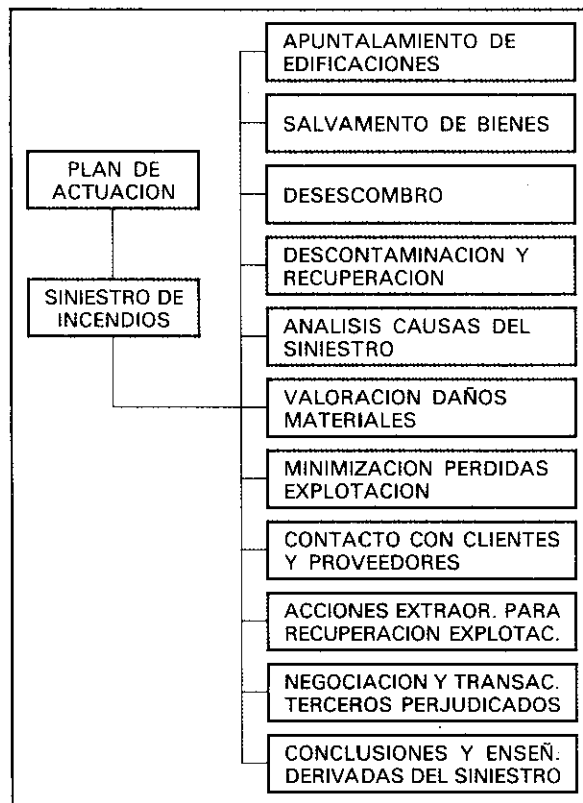 PLAN DE
ACTUACION
SINIESTRO DE
INCENDIOS
APUNTALAMIENTO DE
EDIFICACIONES
SALVAMENTO DE BIENES
DESESCOMBRO
DESCONTAMINACION Y
RECUPERACION
ANALISIS CAUSAS DEL
SINIESTRO
VALORACION DAÑOS
MATERIALES
MINIMIZACION PERDIDAS
EXPLOTACION
CONTACTO CON CLIENTES
Y PROVEEDORES
ACCIONES EXTRAOR. PARA
RECUPERACION EXPLOTAC.
NEGOCIACION Y TRANSAC.
TERCEROS PERJUDICADOS
CONCLUSIONES Y ENSEÑ.
DERIVADAS DEL SINIESTRO